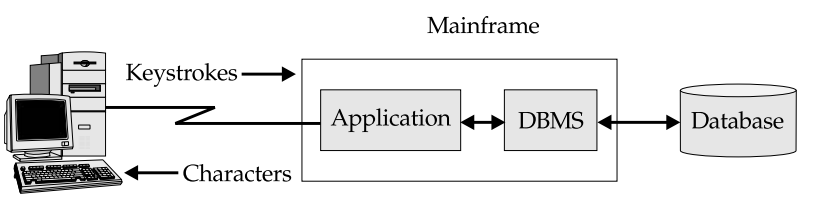 Mainframe
Keystrokes
Application
DBMS
Database
Characters